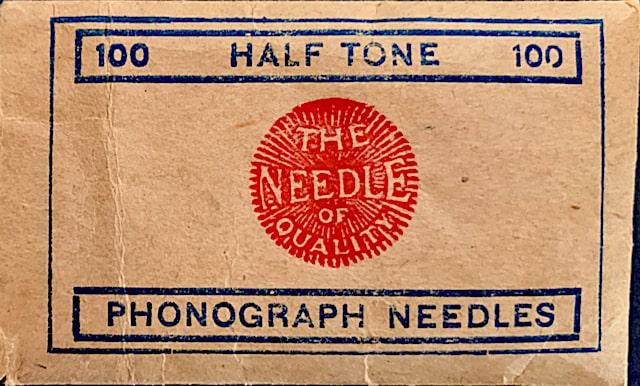 100 HALF TONE 100
THE
NEEDLE
OF
QUALITY
PHONOGRAPH NEEDLES